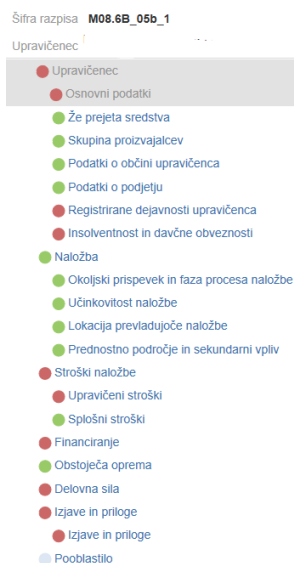 Šifra razpisa M08.6B_05b_1
Upravičenec
Upravičenec
Osnovni podatki
Že prejeta sredstva
Skupina proizvajalcev
Podatki o občini upravičenca
Podatki o podjetju
Registrirane dejavnosti upravičenca
Insolventnost in davčne obveznosti
Naložba
Okoljski prispevek in faza procesa naložbe
Učinkovitost naložbe
Lokacija prevladujoče naložbe
Prednostno področje in sekundarni vpliv
Stroški naložbe
Upravičeni stroški
Splošni stroški
Financiranje
Obstoječa oprema
Delovna sila
Izjave in priloge
Izjave in priloge
Pooblastilo